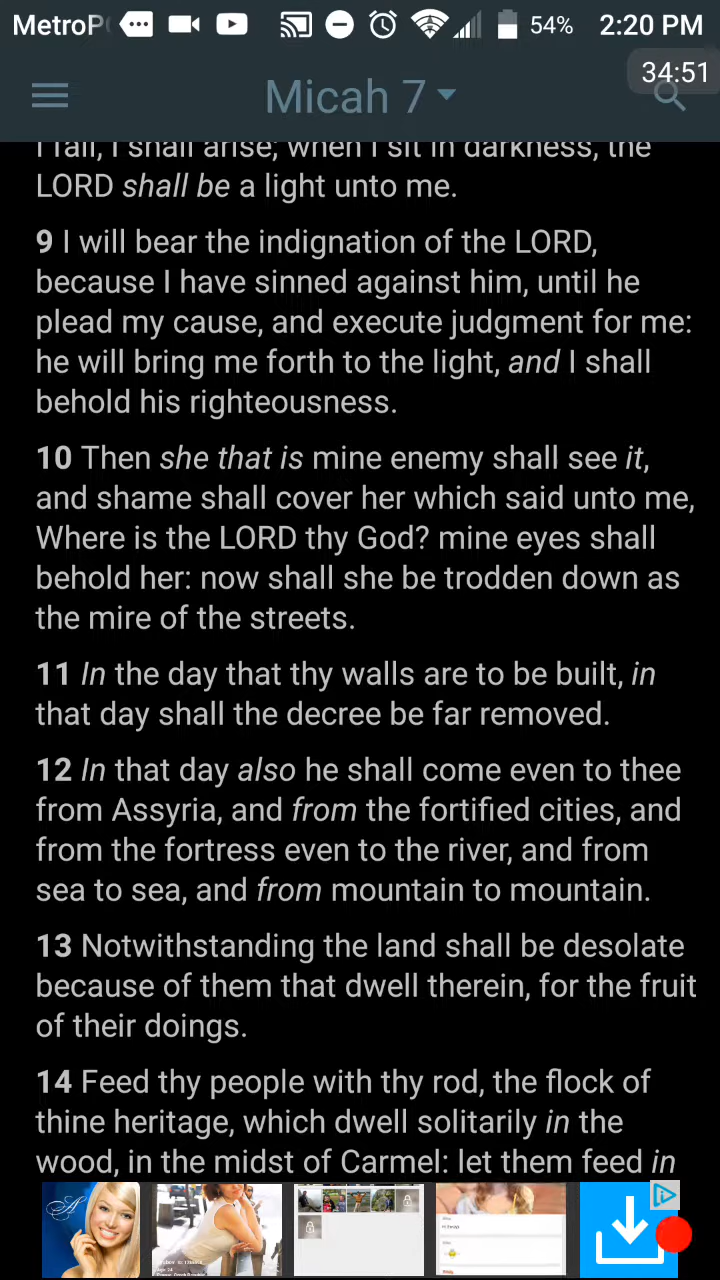 MetroP 54% 2:20 PM
34:51
Micah 7
I fall, I shall arise; when I sit in darkness, the
LORD shall be a light unto me.
9 I will bear the indignation of the LORD,
because I have sinned against him, until he
plead my cause, and execute judgment for me:
he will bring me forth to the light, and I shall
behold his righteousness.
10 Then she that is mine enemy shall see it,
and shame shall cover her which said unto me,
Where is the LORD thy God? mine eyes shall
behold her: now shall she be trodden down as
the mire of the streets.
11 In the day that thy walls are to be built, in
that day shall the decree be far removed.
12 In that day also he shall come even to thee
from Assyria, and from the fortified cities, and
from the fortress even to the river, and from
sea to sea, and from mountain to mountain.
13 Notwithstanding the land shall be desolate
because of them that dwell therein, for the fruit
of their doings.
14 Feed thy people with thy rod, the flock of
thine heritage, which dwell solitarily in the
wood, in the midst of Carmel: let them feed in
A